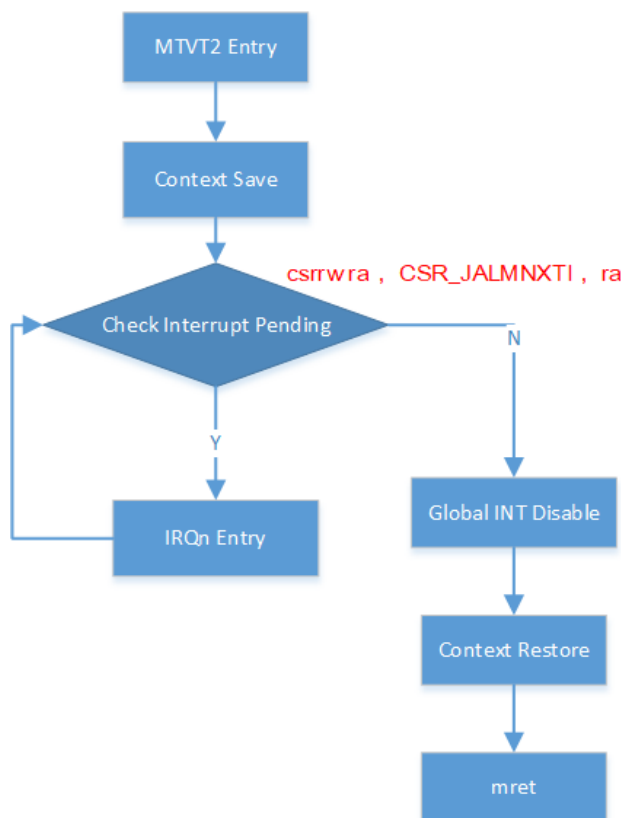 MTVT2 Entry
Context Save
csrrw ra , CSR_JALMNXTI , ra
Check Interrupt Pending
N
Y
Global INT Disable
IRQn Entry
Context Restore
mret